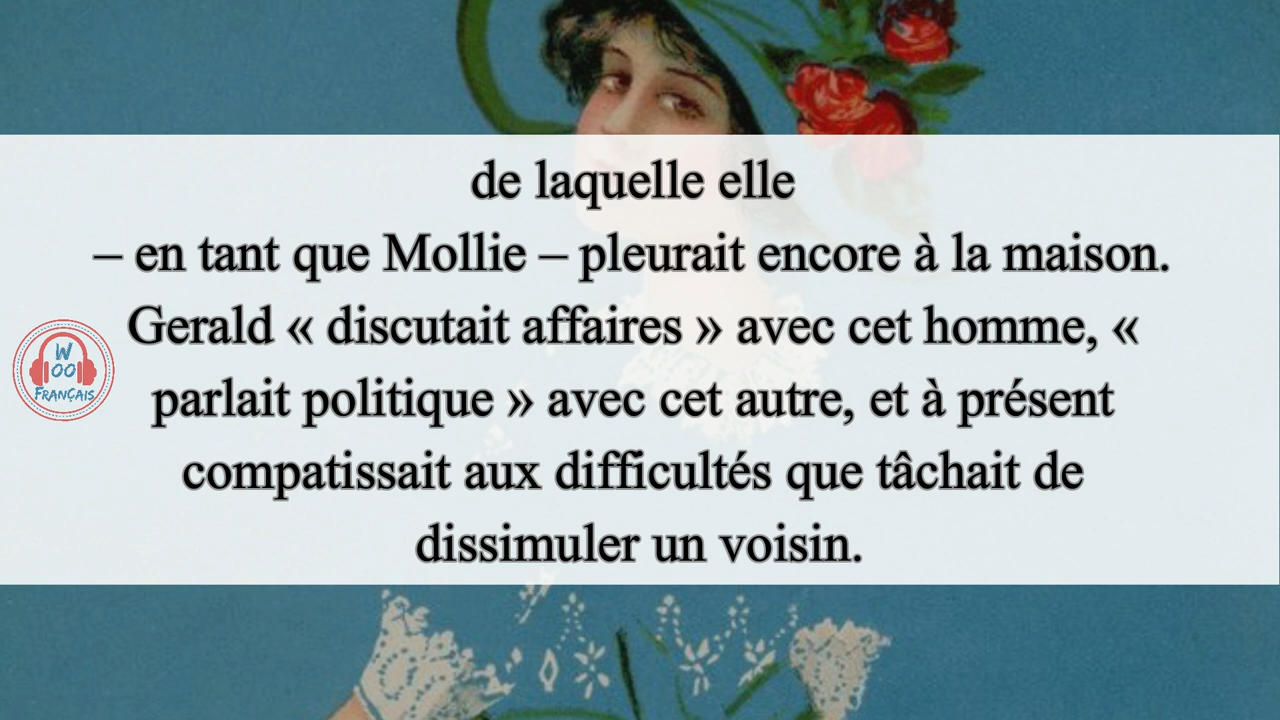 de laquelle elle
– en tant que Mollie – pleurait encore à la maison.
Gerald « discutait affaires » avec cet homme, «
parlait politique » avec cet autre, et à présent
compatissait aux difficultés que tâchait de
dissimuler un voisin.
W
OO
FRANÇAIS